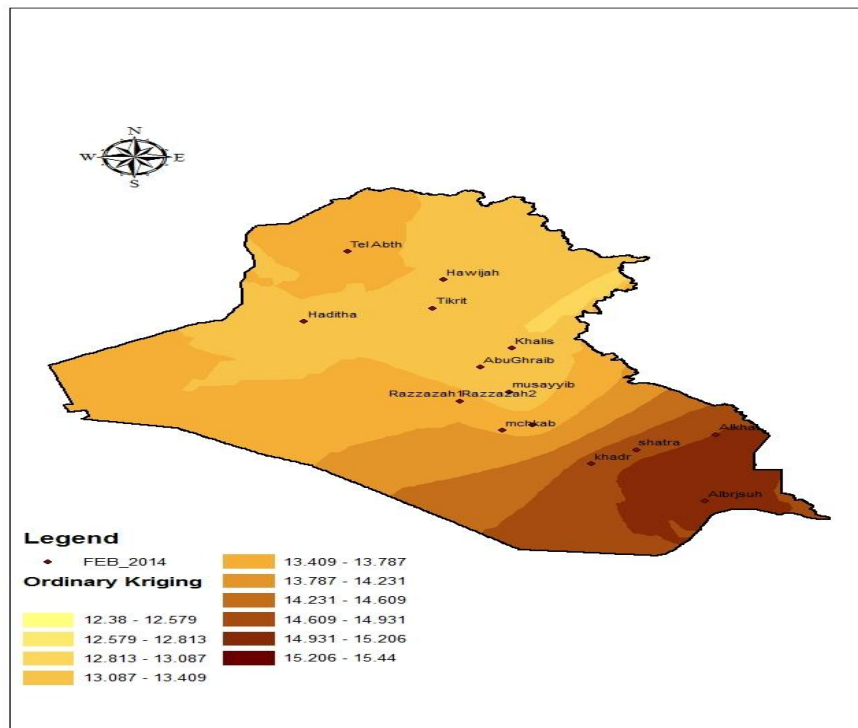 N
W E
S
Tel Abth
Hawijah
Tikrit
Haditha
Khalis
AbuGhraib
musayyib
Razzazah1Razzazah2
mchkab
Alkha
shatra
khadr
Albrjsuh
Legend
FEB_2014
Ordinary Kriging
12.38 - 12.579
12.579 - 12.813
12.813 - 13.087
13.087 - 13.409
13.409 - 13.787
13.787 - 14.231
14.231 - 14.609
14.609 - 14.931
14.931 - 15.206
15.206 - 15.44